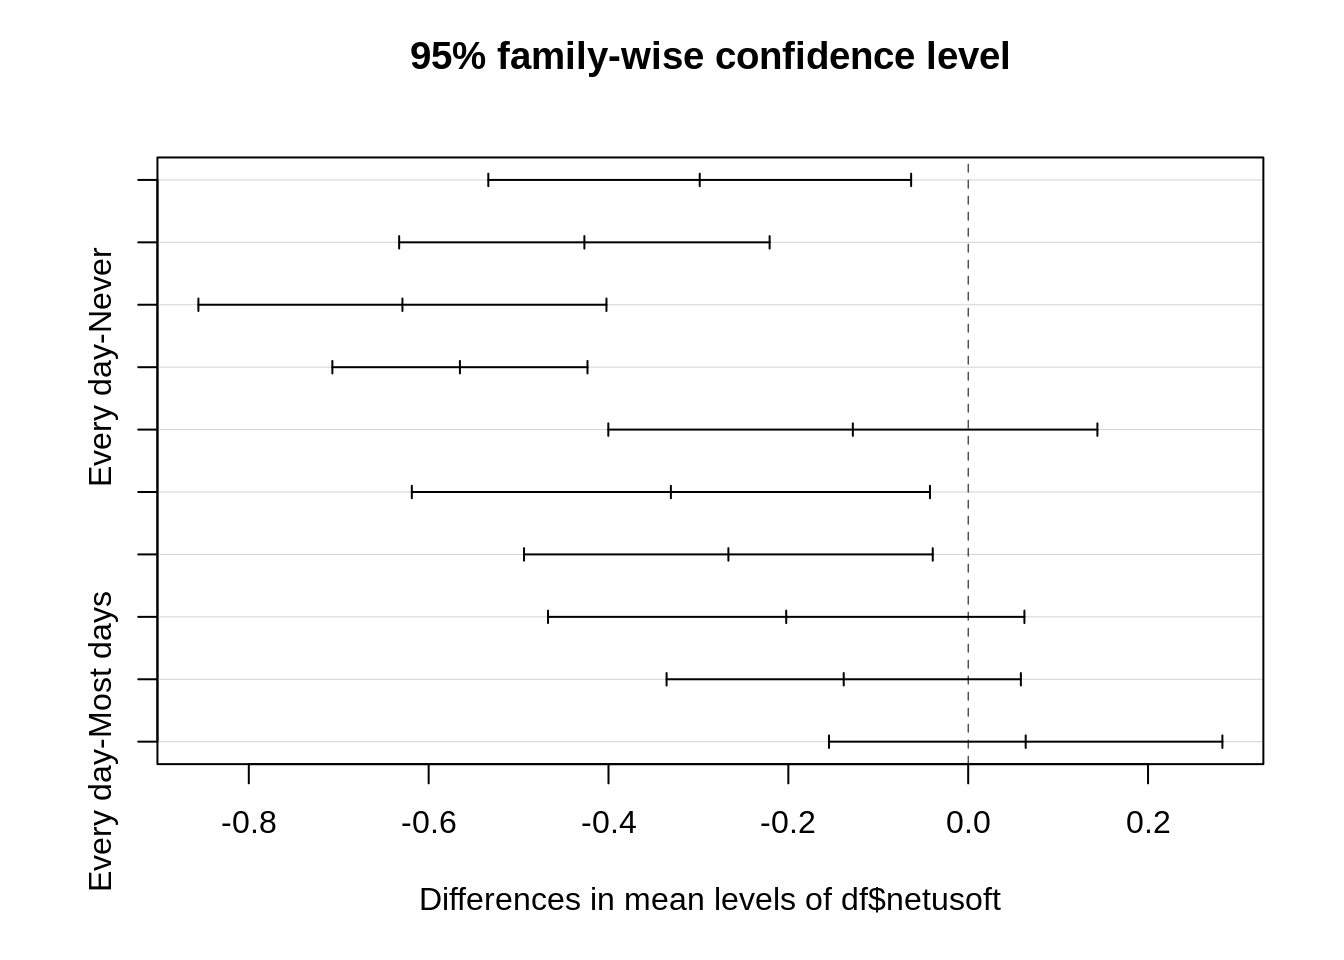 95% family-wise confidence level
Every day-Never
Every day-Most days
-0.8 -0.6 -0.4 -0.2 0.0 0.2
Differences in mean levels of df$netusoft